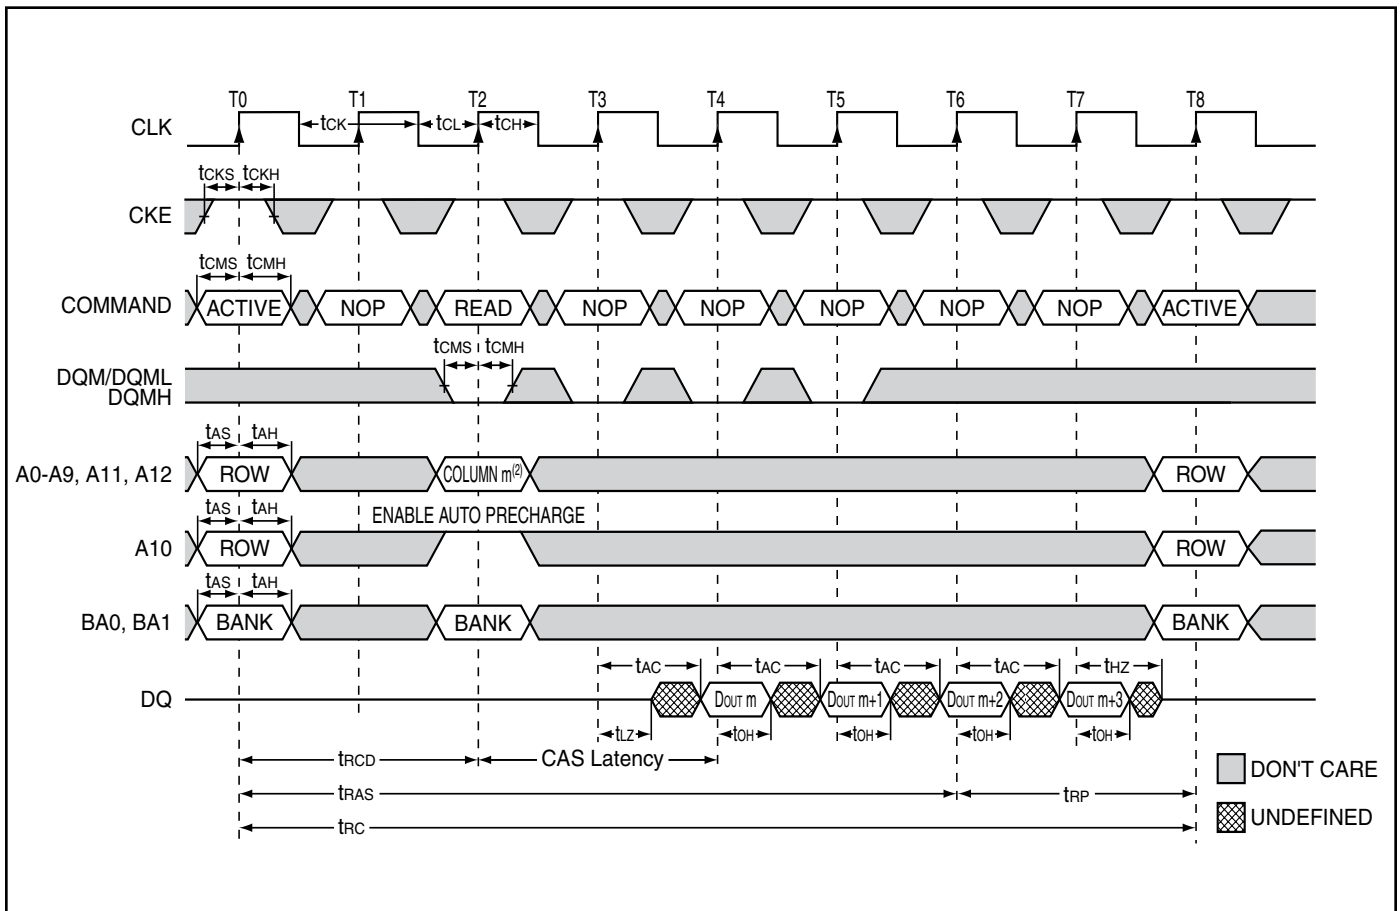 T0 T1 T2 T3 T4 T5 T6 T7 T8
CLK tCK tCL tCH
tCKS tCKH
CKE
tCMS tCMH
COMMAND ACTIVE NOP READ NOP NOP NOP NOP NOP ACTIVE
tCMS tCMH
DQM/DQML
DQMH
tAS tAH
A0-A9, A11, A12 ROW COLUMN m(2) ROW
tAS tAH ENABLE AUTO PRECHARGE
A10 ROW ROW
tAS tAH
BA0, BA1 BANK BANK BANK
tAC tAC tAC tAC tHZ
DQ DOUT m DOUT m+1 DOUT m+2 DOUT m+3
tLZ tOH tOH tOH tOH
tRCD CAS Latency
DON'T CARE
tRAS tRP
UNDEFINED
tRC